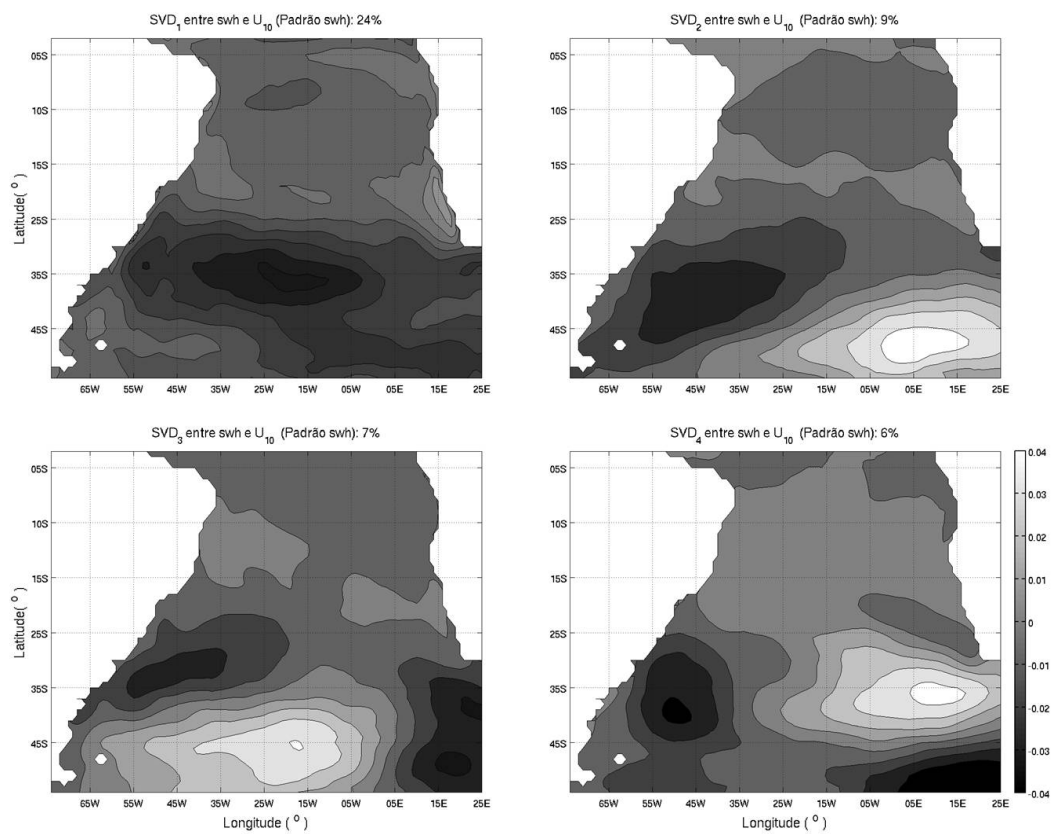 SVD1 entre swh e U10 (Padrão swh): 24%
SVD2 entre swh e U10 (Padrão swh): 9%
Latitude( o )
05S
10S
15S
25S
35S
45S
65W 55W 45W 35W 25W 15W 05W 05E 15E 25E
05S
10S
15S
25S
35S
45S
65W 55W 45W 35W 25W 15W 05W 05E 15E 25E
SVD3 entre swh e U10 (Padrão swh): 7%
SVD4 entre swh e U10 (Padrão swh): 6%
Latitude( o )
05S
10S
15S
25S
35S
45S
65W 55W 45W 35W 25W 15W 05W 05E 15E 25E
Longitude ( o )
05S
10S
15S
25S
35S
45S
65W 55W 45W 35W 25W 15W 05W 05E 15E 25E
Longitude ( o )
0.04
0.03
0.02
0.01
0
-0.01
-0.02
-0.03
-0.04